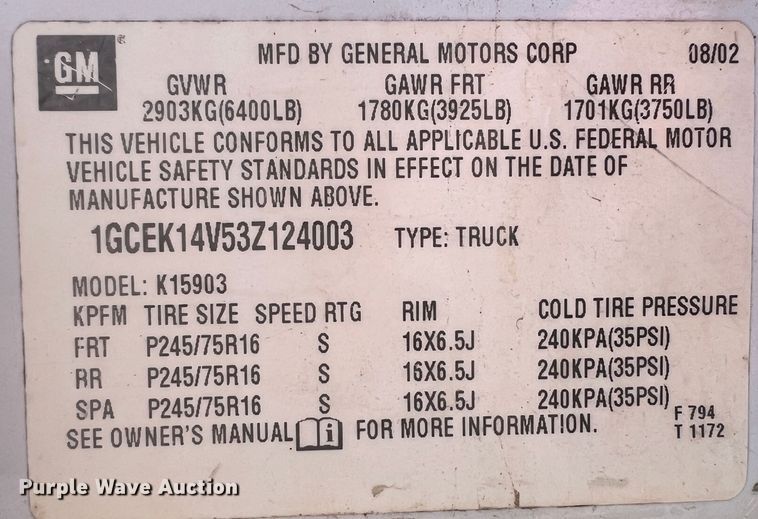 GM MFD BY GENERAL MOTORS CORP 08/02
GVWR GAWR FRT GAWR RR
2903KG(6400LB) 1780KG(3925LB) 1701KG(3750LB)
THIS VEHICLE CONFORMS TO ALL APPLICABLE U.S. FEDERAL MOTOR
VEHICLE SAFETY STANDARDS IN EFFECT ON THE DATE OF
MANUFACTURE SHOWN ABOVE.
1GCEK14V53Z124003 TYPE: TRUCK
MODEL: K15903
KPFM TIRE SIZE SPEED RTG RIM COLD TIRE PRESSURE
FRT P245/75R16 S 16X6.5J 240KPA(35PSI)
RR P245/75R16 S 16X6.5J 240KPA(35PSI)
SPA P245/75R16 S 16X6.5J 240KPA(35PSI)
F 794
SEE OWNER'S MANUAL i FOR MORE INFORMATION. T 1172
Purple Wave Auction